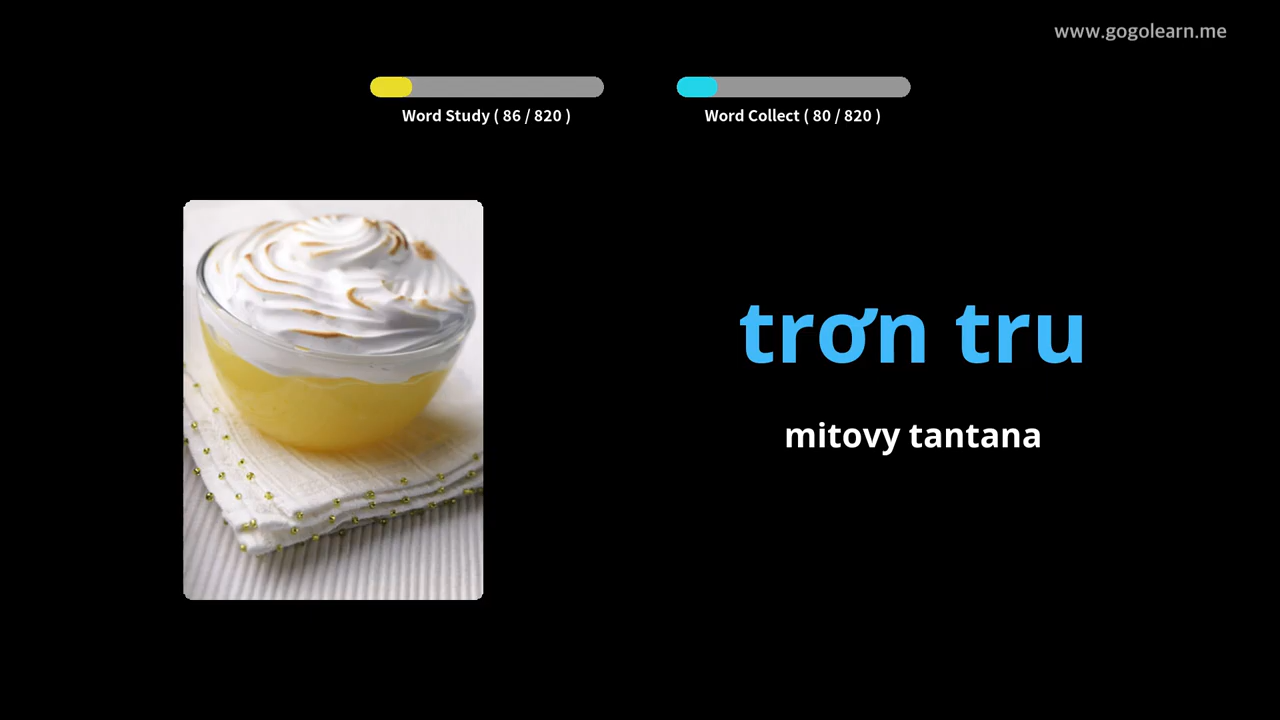 www.gogolearn.me
Word Study ( 86 / 820 )
Word Collect ( 80 / 820 )
trơn tru
mitovy tantana